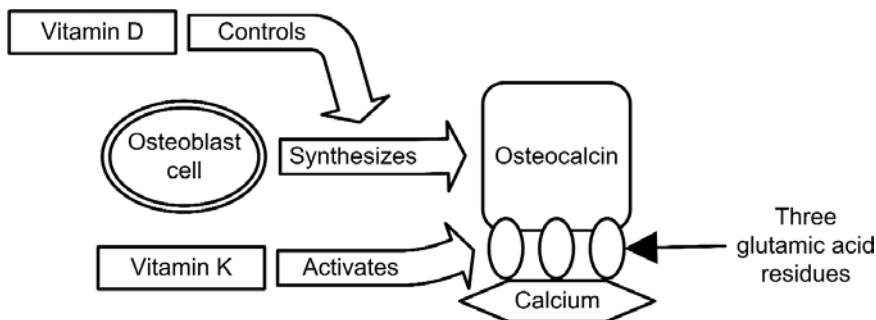 Vitamin D
Controls
Osteoblast
cell
Synthesizes
Osteocalcin
Three
glutamic acid
residues
Vitamin K
Activates
Calcium